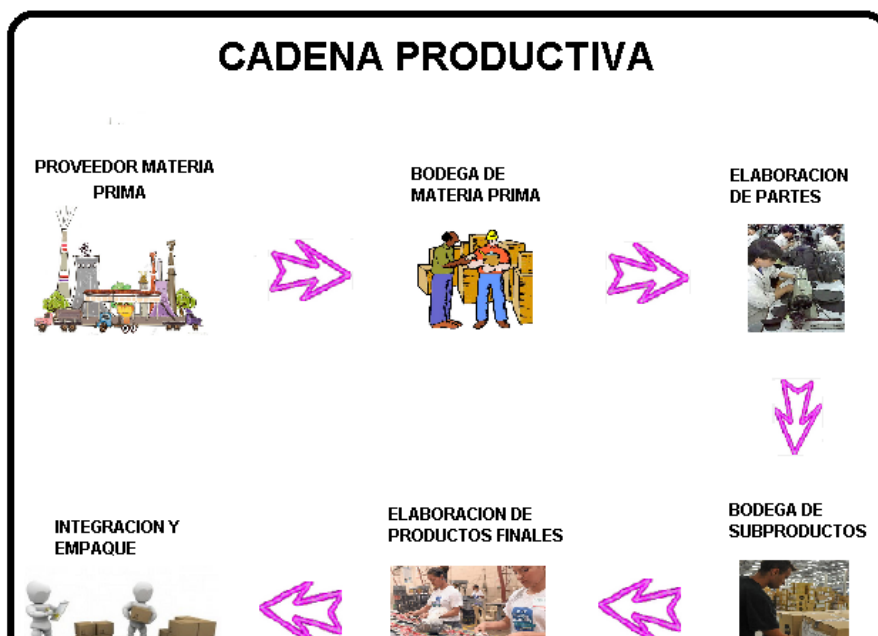 CADENA PRODUCTIVA
PROVEEDOR MATERIA
PRIMA
BODEGA DE
MATERIA PRIMA
ELABORACION
DE PARTES
BODEGA DE
SUBPRODUCTOS
ELABORACION DE
PRODUCTOS FINALES
INTEGRACION Y
EMPAQUE